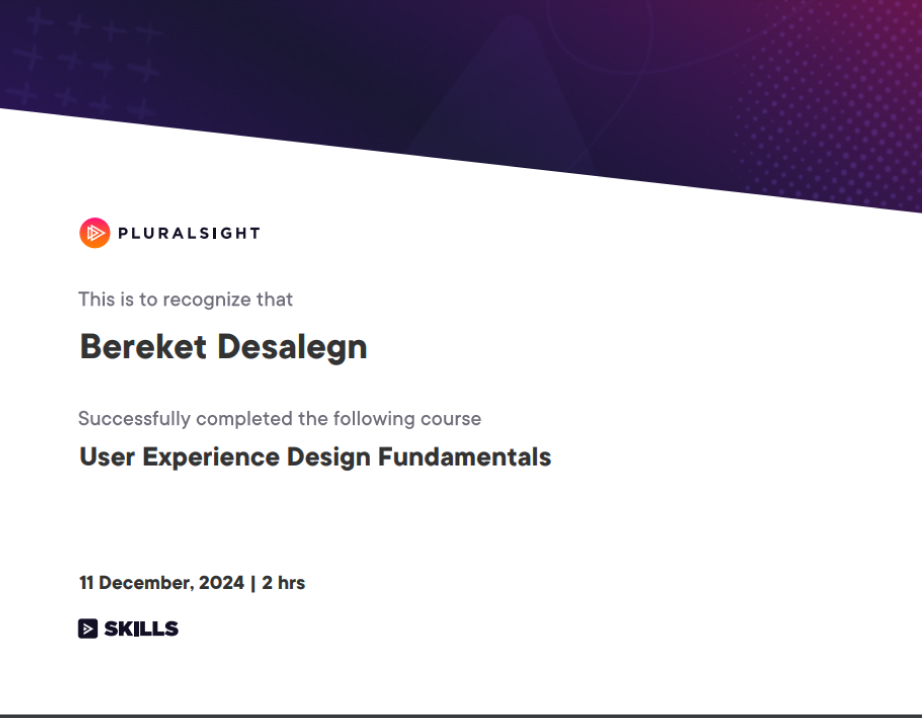 PLURALSIGHT
This is to recognize that
Bereket Desalegn
Successfully completed the following course
User Experience Design Fundamentals
11 December, 2024 | 2 hrs
SKILLS